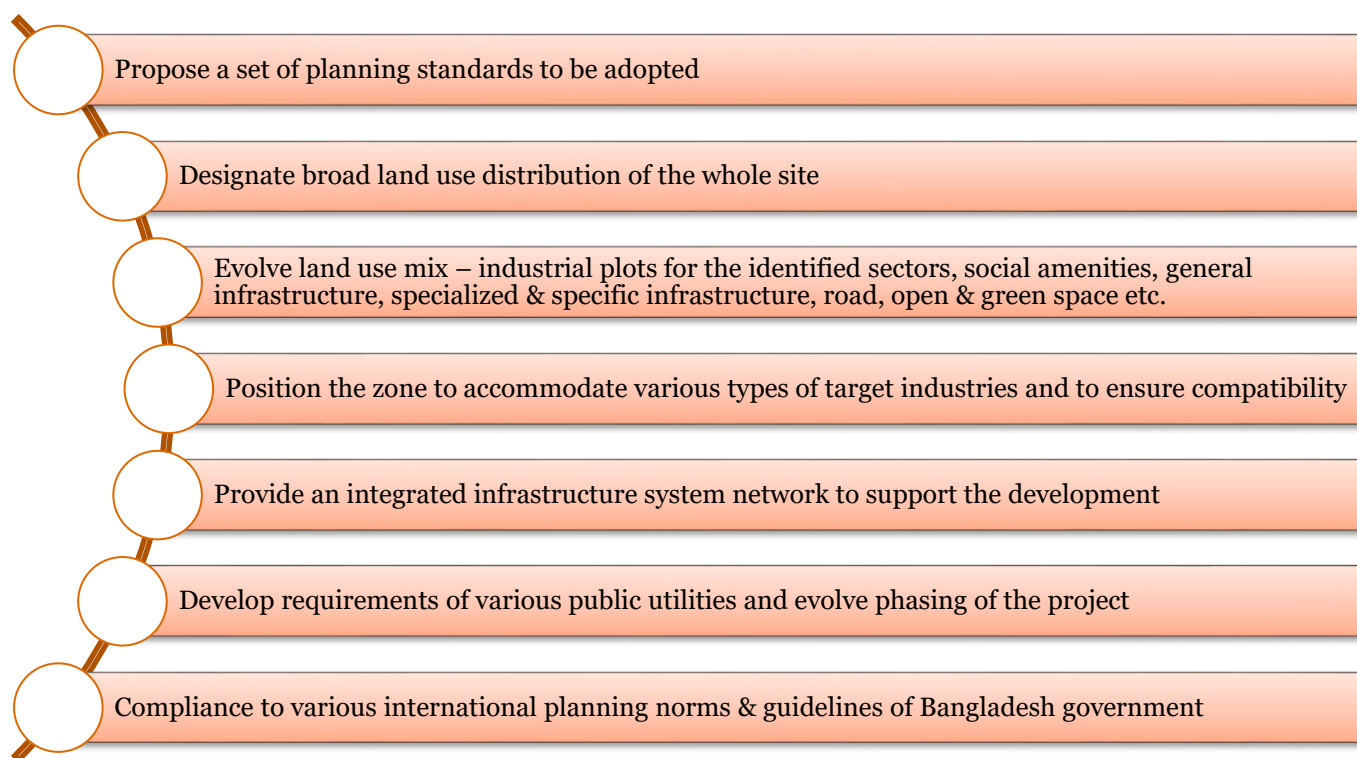 Propose a set of planning standards to be adopted
Designate broad land use distribution of the whole site
Evolve land use mix – industrial plots for the identified sectors, social amenities, general
infrastructure, specialized & specific infrastructure, road, open & green space etc.
Position the zone to accommodate various types of target industries and to ensure compatibility
Provide an integrated infrastructure system network to support the development
Develop requirements of various public utilities and evolve phasing of the project
Compliance to various international planning norms & guidelines of Bangladesh government